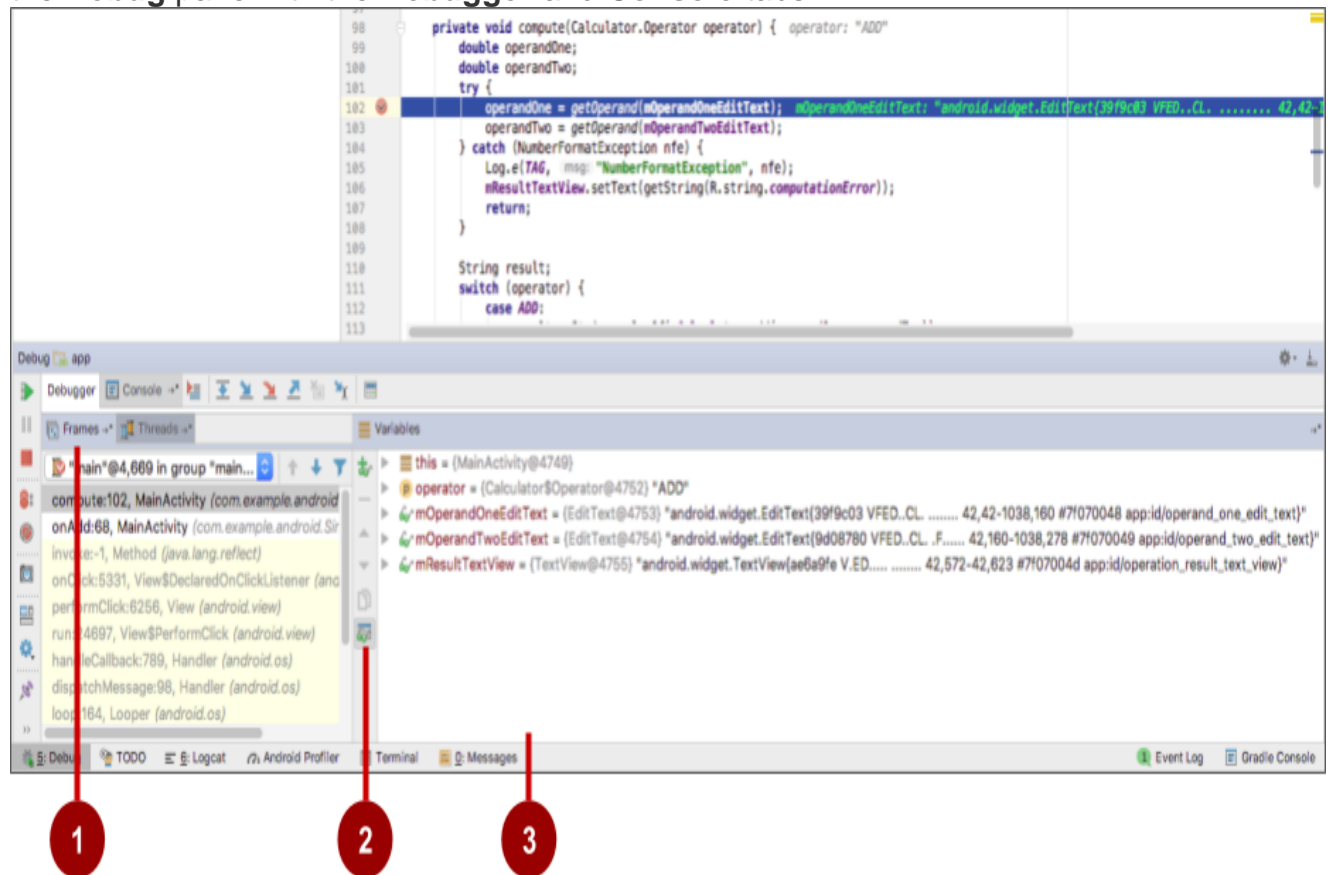 98 private void compute(Calculator.Operator operator) { operator: "ADD"
99 double operandOne;
100 double operandTwo;
101 try {
102 operandOne = getOperand(mOperandOneEditText); mOperandOneEditText: "android.widget.EditText{39f9c03 VFED..CL. ........ 42,42-1
103 operandTwo = getOperand(mOperandTwoEditText);
104 } catch (NumberFormatException nfe) {
105 Log.e(TAG, msg: "NumberFormatException", nfe);
106 mResultTextView.setText(getString(R.string.computationError));
107 return;
108 }
109
110 String result;
111 switch (operator) {
112 case ADD:
113
Debug app
Debugger Console
Frames Threads
Variables
"main"@4,669 in group "main...
compute:102, MainActivity (com.example.android
onAdd:68, MainActivity (com.example.android.Sir
invoke:-1, Method (java.lang.reflect)
onClick:5331, View$DeclaredOnClickListener (anc
performClick:6256, View (android.view)
run:24697, View$PerformClick (android.view)
handleCallback:789, Handler (android.os)
dispatchMessage:98, Handler (android.os)
loop:164, Looper (android.os)
this = {MainActivity@4749}
operator = {Calculator$Operator@4752} "ADD"
mOperandOneEditText = {EditText@4753} "android.widget.EditText{39f9c03 VFED..CL. ........ 42,42-1038,160 #7f070048 app:id/operand_one_edit_text}"
mOperandTwoEditText = {EditText@4754} "android.widget.EditText{9d08780 VFED..CL. .F...... 42,160-1038,278 #7f070049 app:id/operand_two_edit_text}"
mResultTextView = {TextView@4755} "android.widget.TextView{ae6a9fe V.ED..... ........ 42,572-42,623 #7f07004d app:id/operation_result_text_view}"
5: Debug TODO 6: Logcat Android Profiler Terminal 0: Messages 1 Event Log Gradle Console
1 2 3